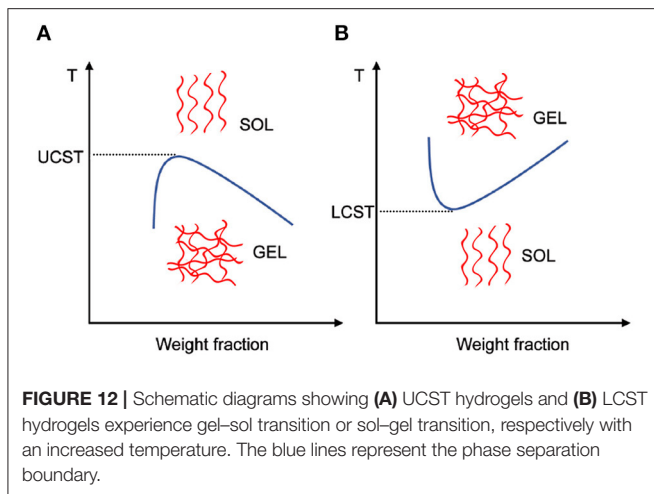 A
T
SOL
UCST
GEL
Weight fraction
B
T
GEL
LCST
SOL
Weight fraction
FIGURE 12 | Schematic diagrams showing (A) UCST hydrogels and (B) LCST
hydrogels experience gel–sol transition or sol–gel transition, respectively with
an increased temperature. The blue lines represent the phase separation
boundary.